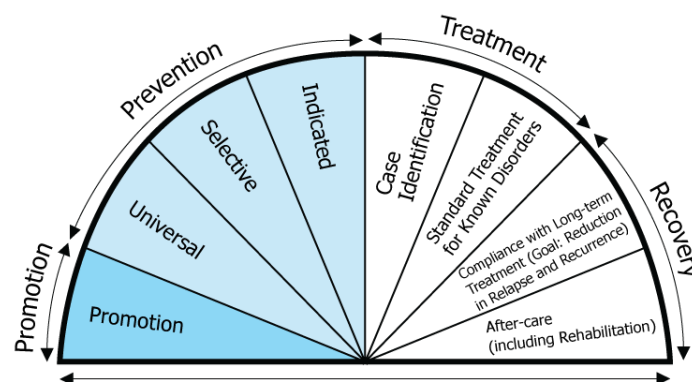 Prevention
Treatment
Promotion
Recovery
Promotion
Universal
Selective
Indicated
Case
Identification
Standard Treatment
for Known Disorders
Compliance with Long-term
Treatment (Goal: Reduction
in Relapse and Recurrence)
After-care
(including Rehabilitation)